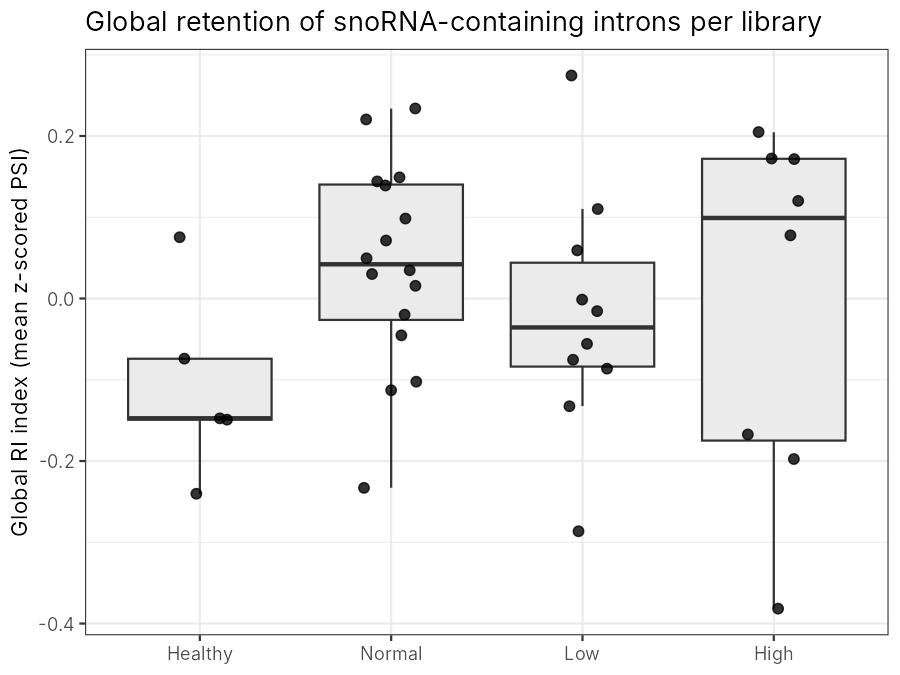 Global retention of snoRNA-containing introns per library
Global RI index (mean z-scored PSI)
0.2
0.0
-0.2
-0.4
Healthy
Normal
Low
High